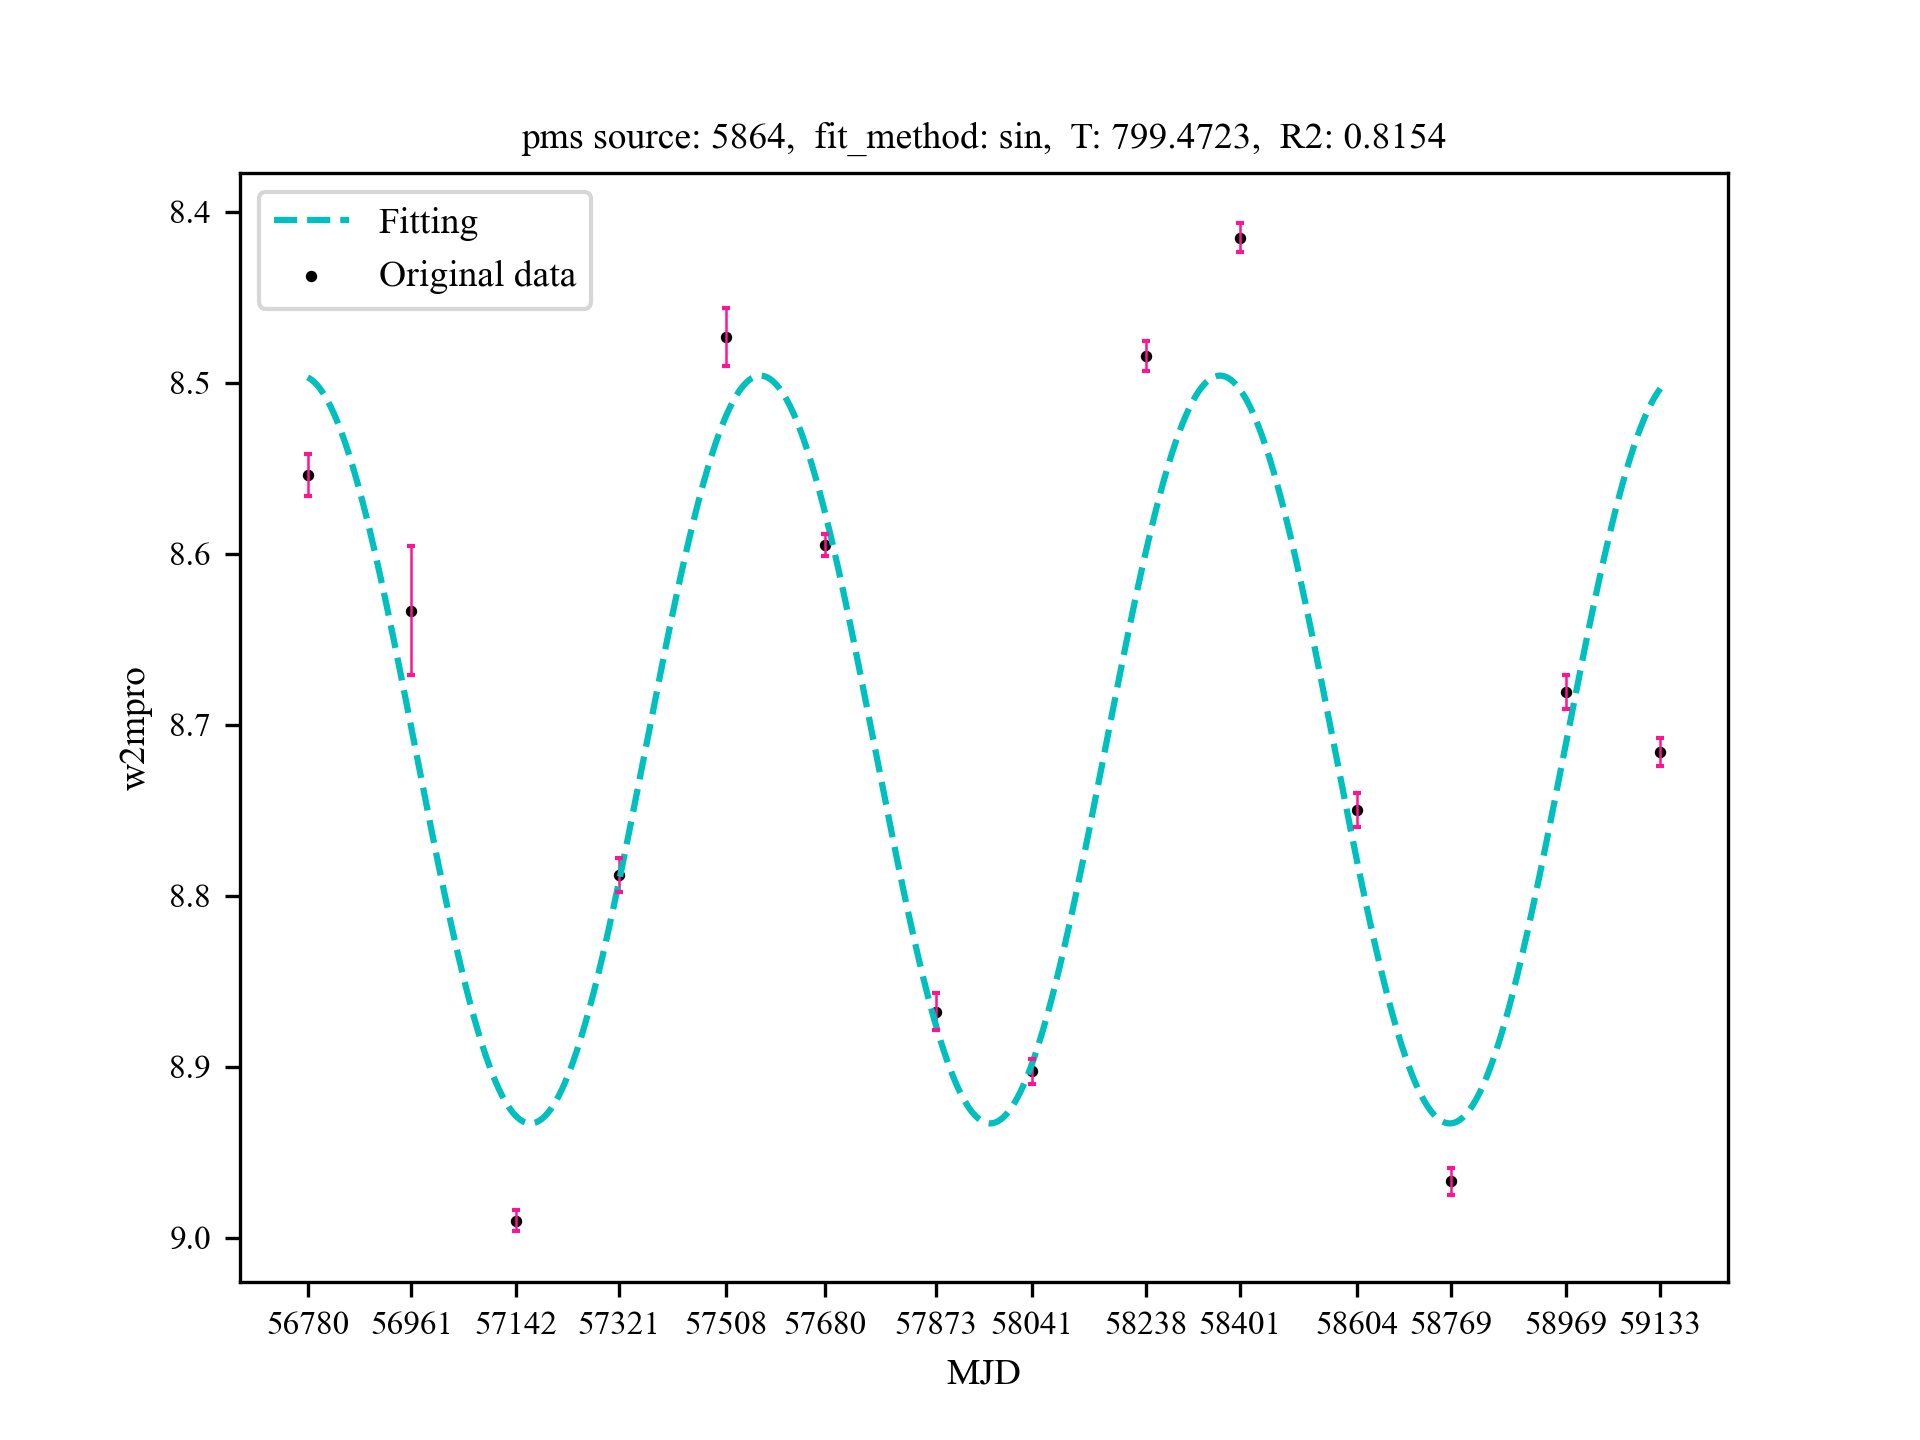 pms source: 5864,  fit_method: sin,  T: 799.4723,  R2: 0.8154
Fitting
Original data
8.4
8.5
8.6
8.7
8.8
8.9
9.0
w2mpro
56780 56961 57142 57321 57508 57680 57873 58041 58238 58401 58604 58769 58969 59133
MJD